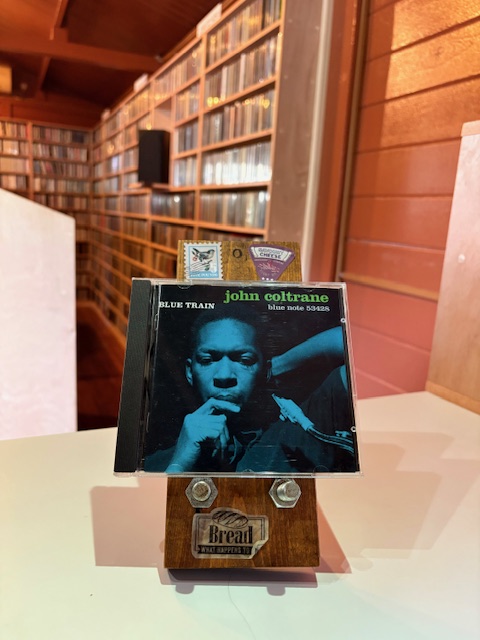 CHEESE
john coltrane
BLUE TRAIN
blue note 53428
Bread
WHAT HAPPENS TO